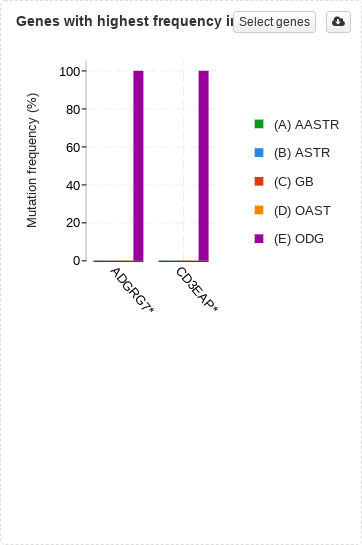 Genes with highest frequency in
Select genes
Mutation frequency (%)
100
80
60
40
20
0
ADGRG7*
CD3EAP*
(A) AASTR
(B) ASTR
(C) GB
(D) OAST
(E) ODG